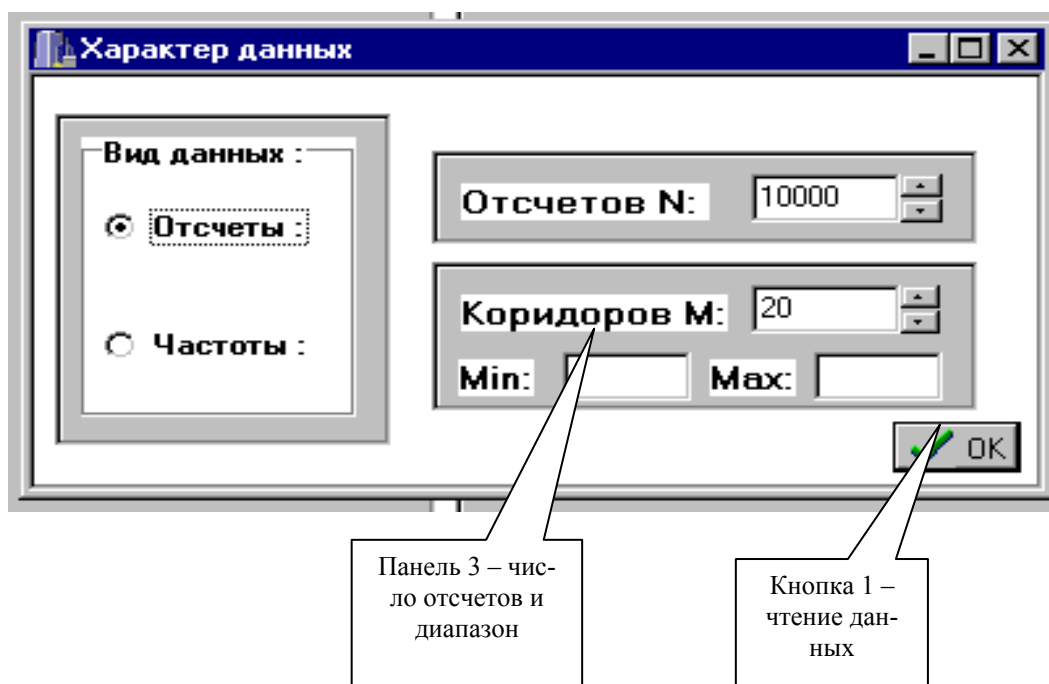 Характер данных
Вид данных :
Отсчеты :
Частоты :
Отсчетов N: 10000
Коридоров M: 20
Min: Max:
OK
Панель 3 – чис-
ло отсчетов и
диапазон
Кнопка 1 –
чтение дан-
ных